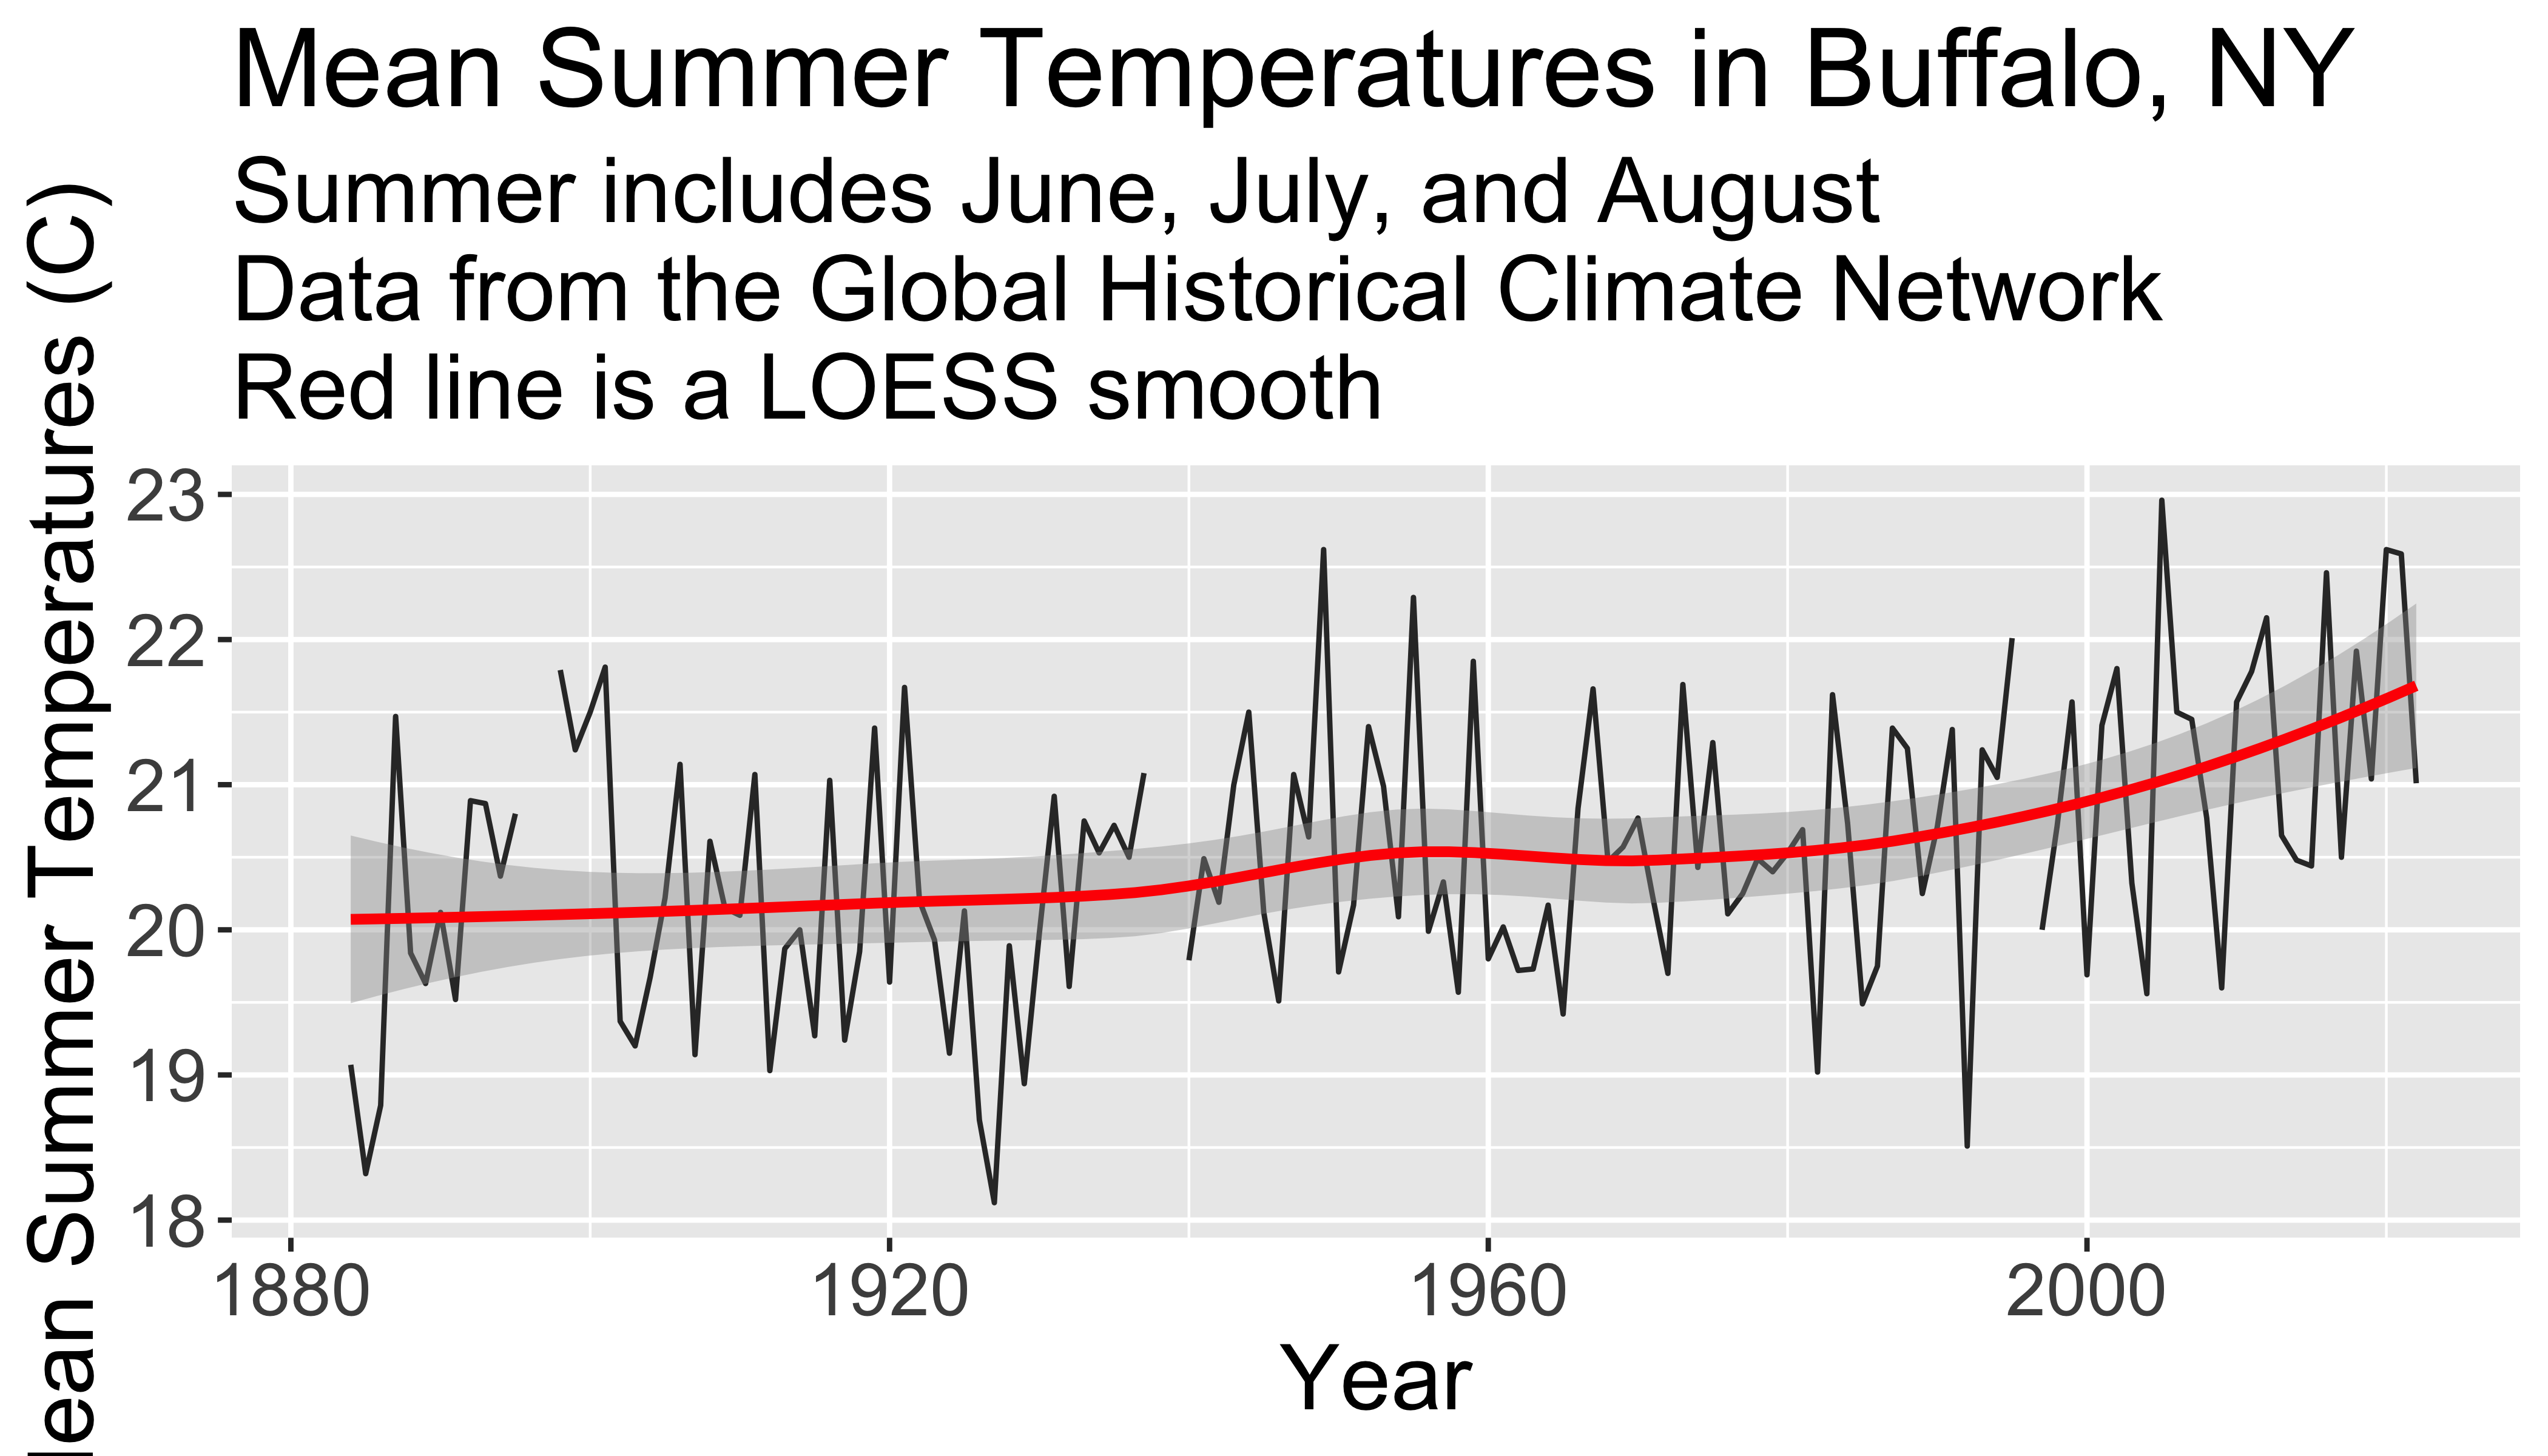 Mean Summer Temperatures in Buffalo, NY
Summer includes June, July, and August
Data from the Global Historical Climate Network
Red line is a LOESS smooth
Summer Temperatures (C)
23
22
21
20
19
18
1880
1920
1960
2000
Year